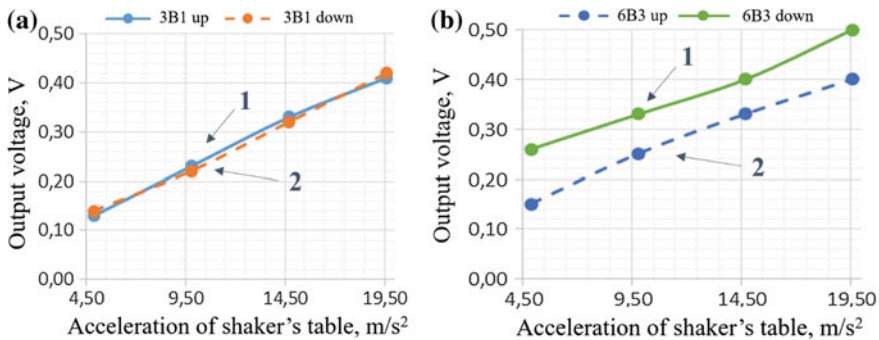 (a)
3B1 up
3B1 down
Output voltage, V
0,50
0,40
0,30
0,20
0,10
0,00
1
2
4,50 9,50 14,50 19,50
Acceleration of shaker's table, m/s²
(b)
6B3 up
6B3 down
Output voltage, V
0,50
0,40
0,30
0,20
0,10
0,00
1
2
4,50 9,50 14,50 19,50
Acceleration of shaker's table, m/s²